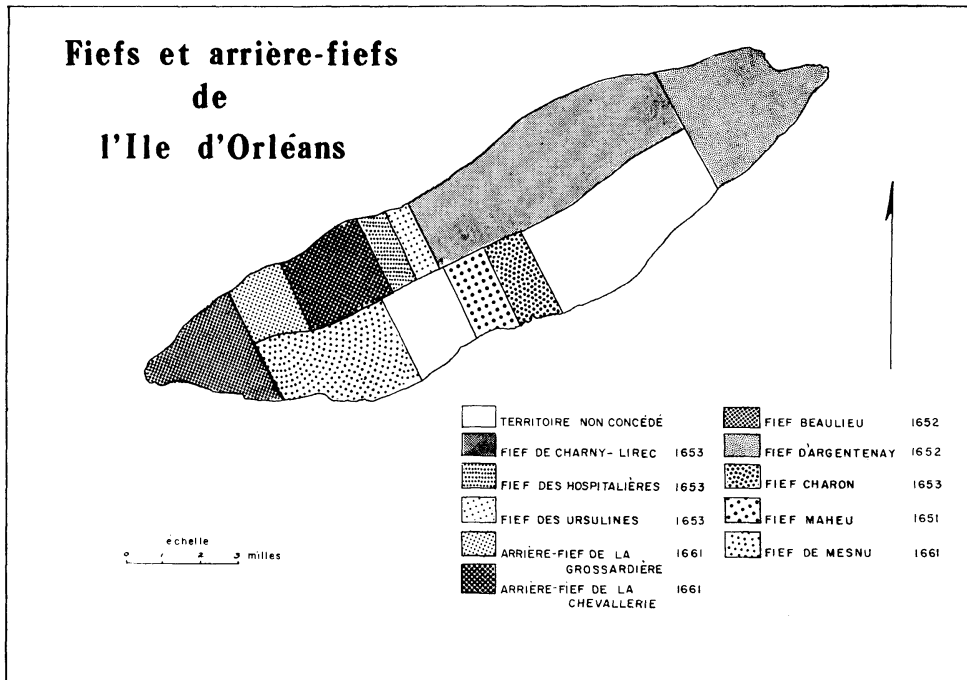 Fiefs et arrière-fiefs
de
l'Ile d'Orléans
TERRITOIRE NON CONCÉDÉ
FIEF DE CHARNY-LIREC 1653
FIEF DES HOSPITALIÈRES 1653
FIEF DES URSULINES 1653
ARRIÈRE-FIEF DE LA 1661
GROSSARDIÈRE
ARRIÈRE-FIEF DE LA 1661
CHEVALLERIE
FIEF BEAULIEU 1652
FIEF D'ARGENTENAY 1652
FIEF CHARON 1653
FIEF MAHEU 1651
FIEF DE MESNU 1661
échelle
0 1 2 3 milles